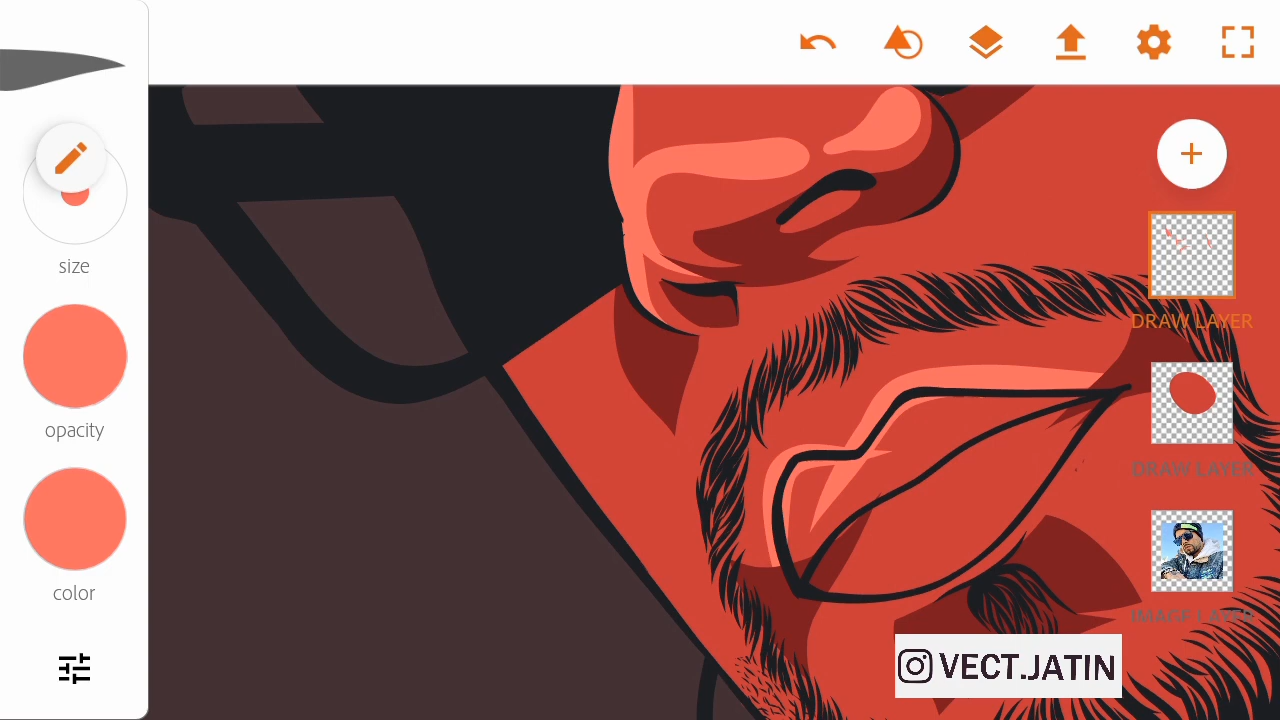 size
opacity
color
DRAW LAYER
DRAW LAYER
IMAGE LAYER
VECT.JATIN